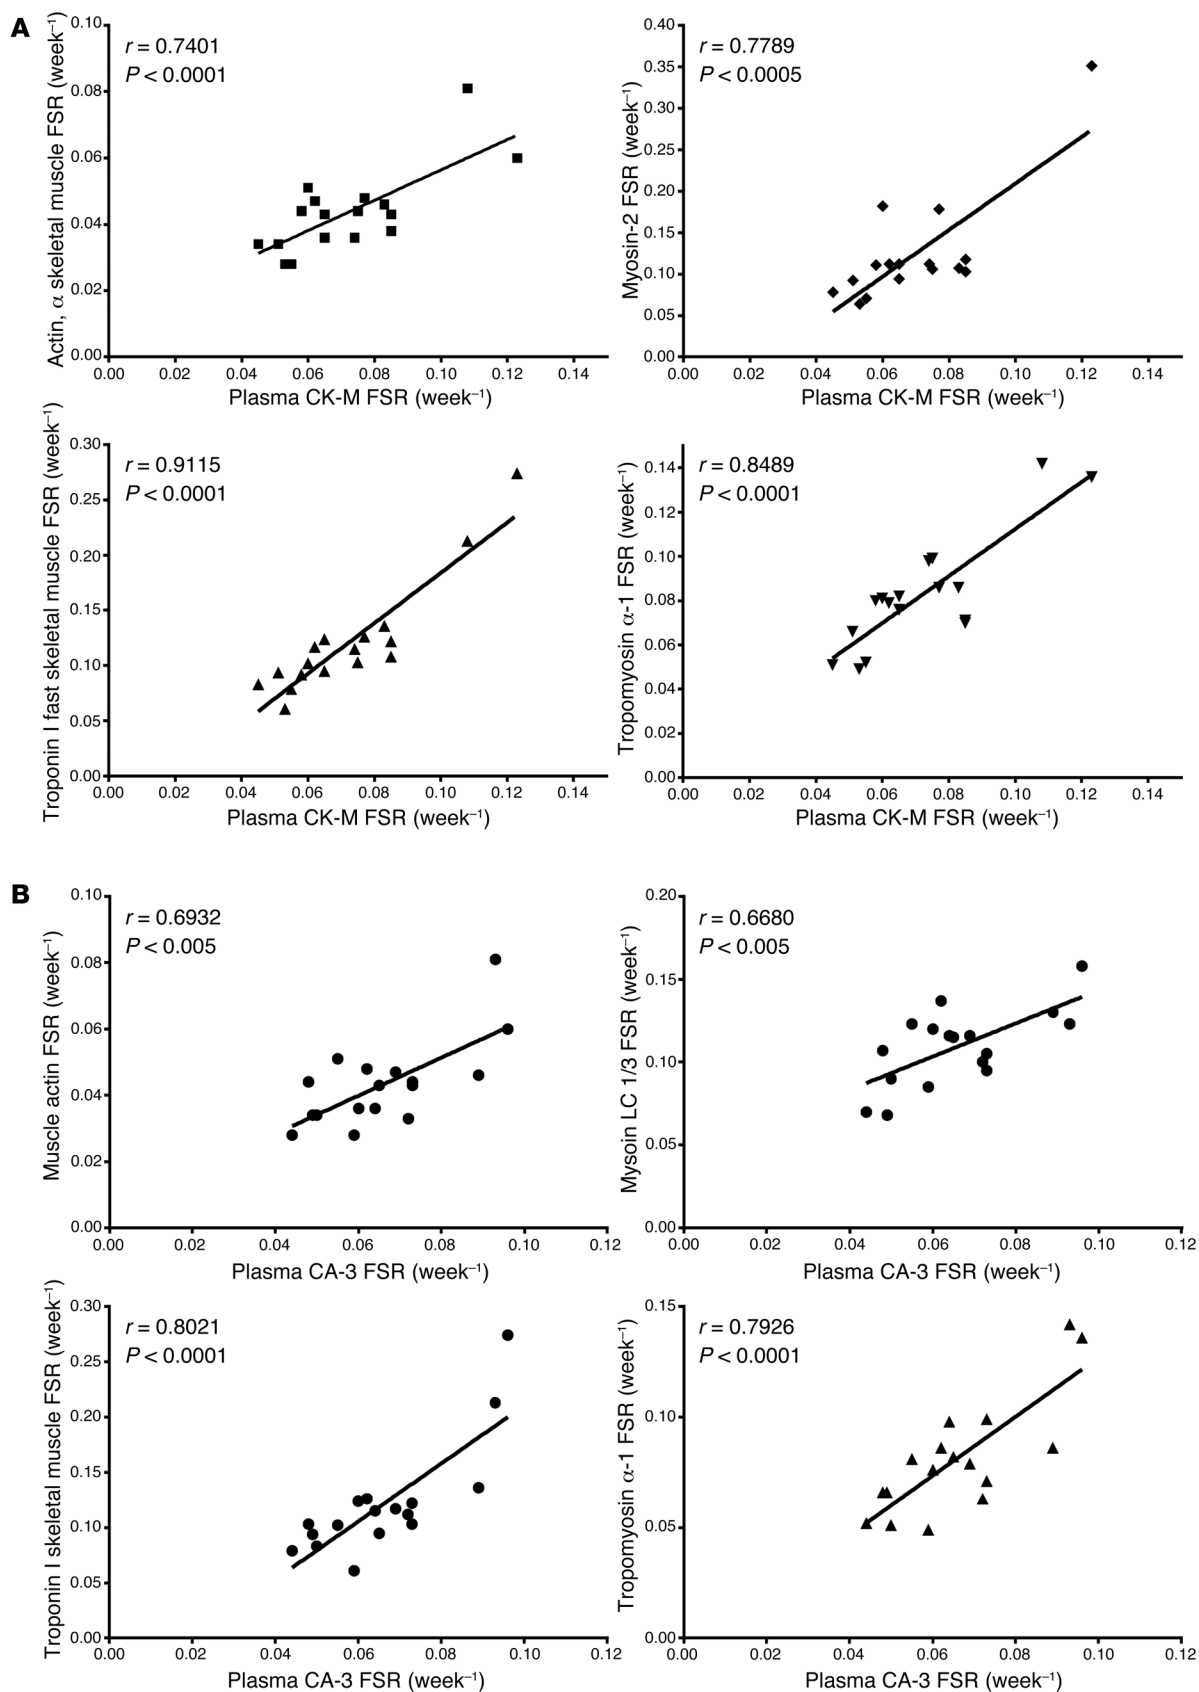 A
Actin, α skeletal muscle FSR (week⁻¹)
r = 0.7401
P < 0.0001
0.10
0.08
0.06
0.04
0.02
0.00
0.00 0.02 0.04 0.06 0.08 0.10 0.12 0.14
Plasma CK-M FSR (week⁻¹)
Myosin-2 FSR (week⁻¹)
r = 0.7789
P < 0.0005
0.40
0.35
0.30
0.25
0.20
0.15
0.10
0.05
0.00
0.00 0.02 0.04 0.06 0.08 0.10 0.12 0.14
Plasma CK-M FSR (week⁻¹)
Troponin I fast skeletal muscle FSR (week⁻¹)
r = 0.9115
P < 0.0001
0.30
0.25
0.20
0.15
0.10
0.05
0.00
0.00 0.02 0.04 0.06 0.08 0.10 0.12 0.14
Plasma CK-M FSR (week⁻¹)
Tropomyosin α-1 FSR (week⁻¹)
r = 0.8489
P < 0.0001
0.14
0.12
0.10
0.08
0.06
0.04
0.02
0.00
0.00 0.02 0.04 0.06 0.08 0.10 0.12 0.14
Plasma CK-M FSR (week⁻¹)
B
Muscle actin FSR (week⁻¹)
r = 0.6932
P < 0.005
0.10
0.08
0.06
0.04
0.02
0.00
0.00 0.02 0.04 0.06 0.08 0.10 0.12
Plasma CA-3 FSR (week⁻¹)
Mysoin LC 1/3 FSR (week⁻¹)
r = 0.6680
P < 0.005
0.20
0.15
0.10
0.05
0.00
0.00 0.02 0.04 0.06 0.08 0.10 0.12
Plasma CA-3 FSR (week⁻¹)
Troponin I skeletal muscle FSR (week⁻¹)
r = 0.8021
P < 0.0001
0.30
0.25
0.20
0.15
0.10
0.05
0.00
0.00 0.02 0.04 0.06 0.08 0.10 0.12
Plasma CA-3 FSR (week⁻¹)
Tropomyosin α-1 FSR (week⁻¹)
r = 0.7926
P < 0.0001
0.15
0.10
0.05
0.00
0.00 0.02 0.04 0.06 0.08 0.10 0.12
Plasma CA-3 FSR (week⁻¹)